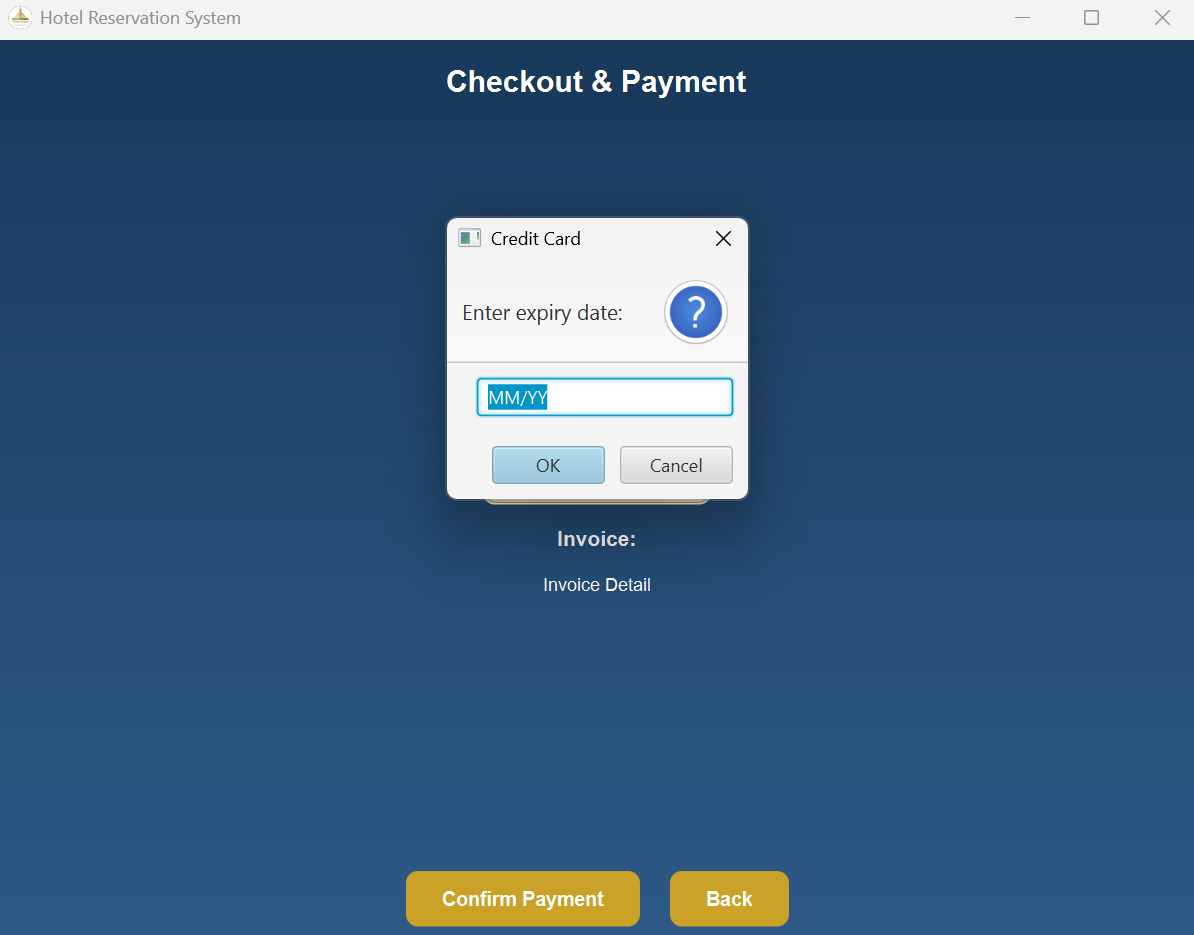 Hotel Reservation System
Checkout & Payment
Credit Card
Enter expiry date:
?
MM/YY
OK
Cancel
Invoice:
Invoice Detail
Confirm Payment
Back